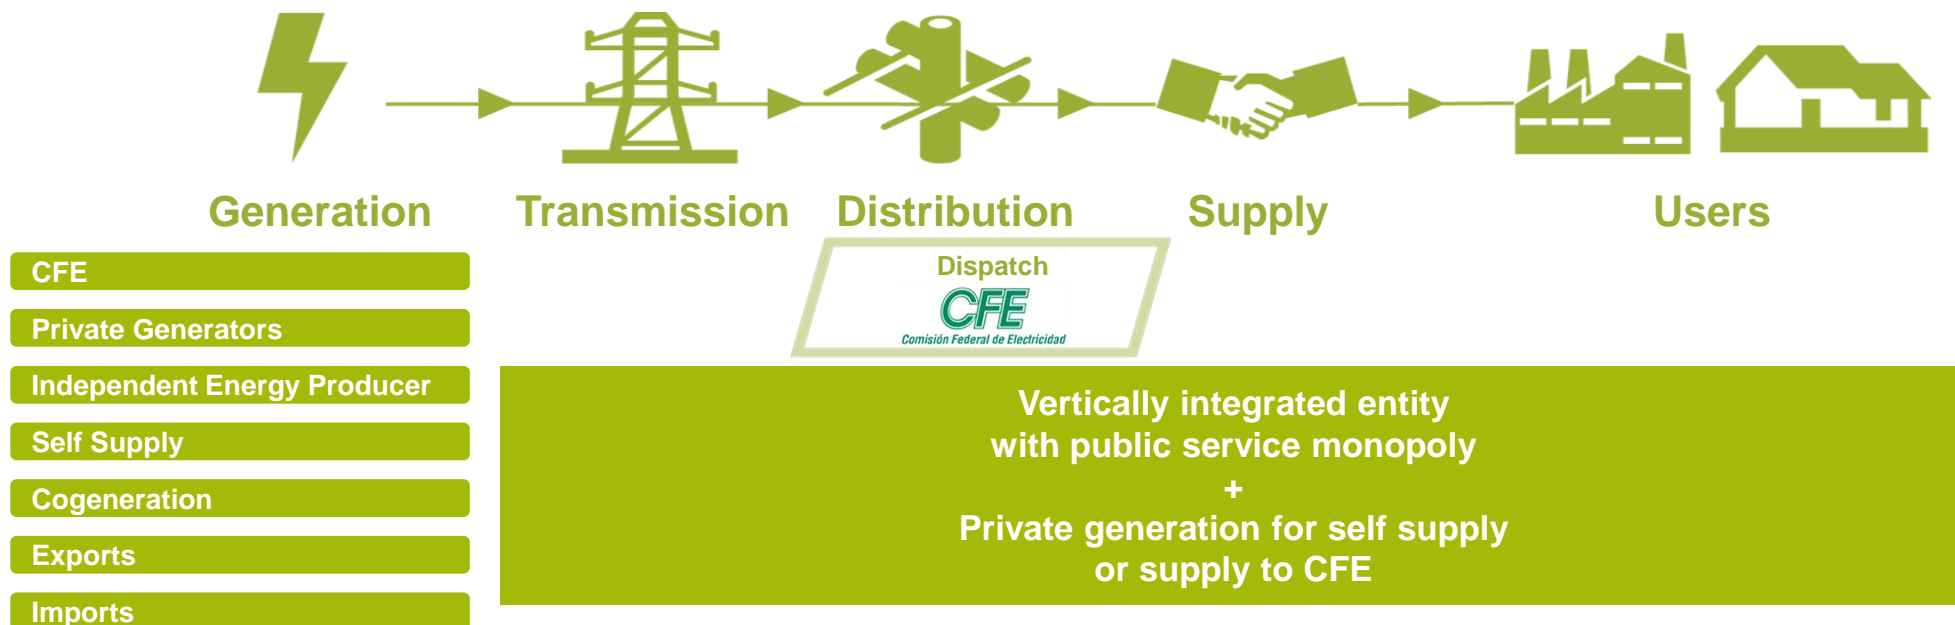 Generation
Transmission
Distribution
Supply
Users
CFE
Private Generators
Independent Energy Producer
Self Supply
Cogeneration
Exports
Imports
Dispatch
CFE
Comisión Federal de Electricidad
Vertically integrated entity
with public service monopoly
+
Private generation for self supply
or supply to CFE